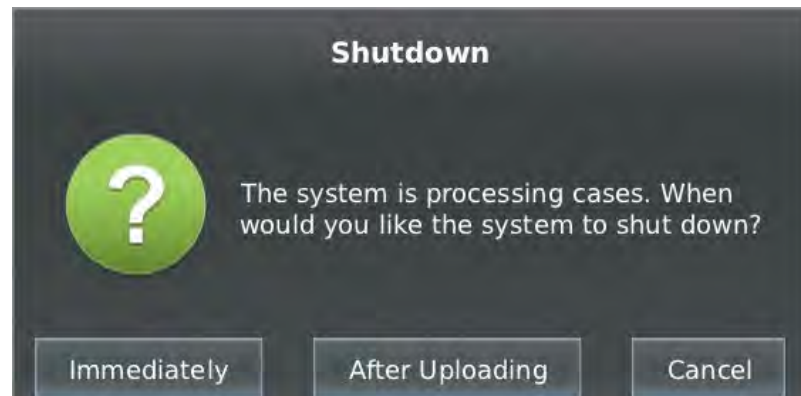 Shutdown
?
The system is processing cases. When
would you like the system to shut down?
Immediately
After Uploading
Cancel